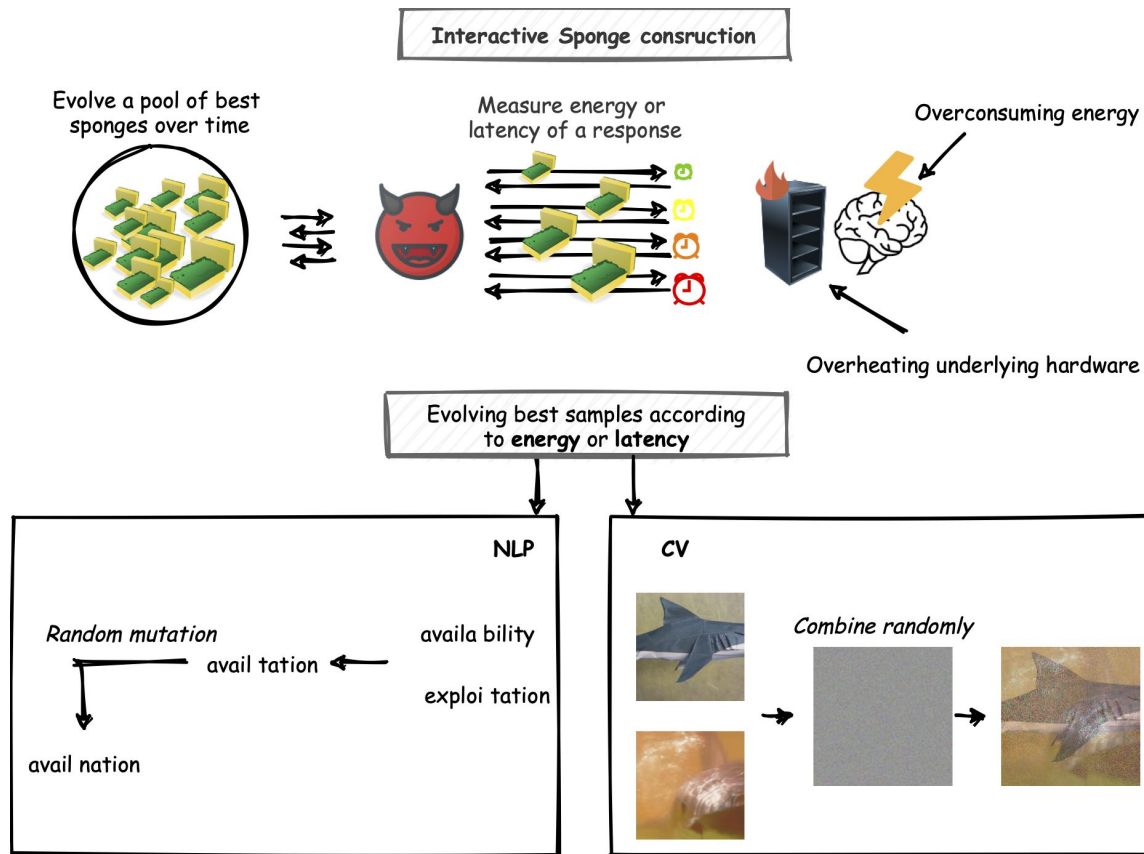 Interactive Sponge consruction
Evolve a pool of best
sponges over time
Measure energy or
latency of a response
Overconsuming energy
Overheating underlying hardware
Evolving best samples according
to energy or latency
NLP
Random mutation
availa bility
avail tation
exploi tation
avail nation
CV
Combine randomly